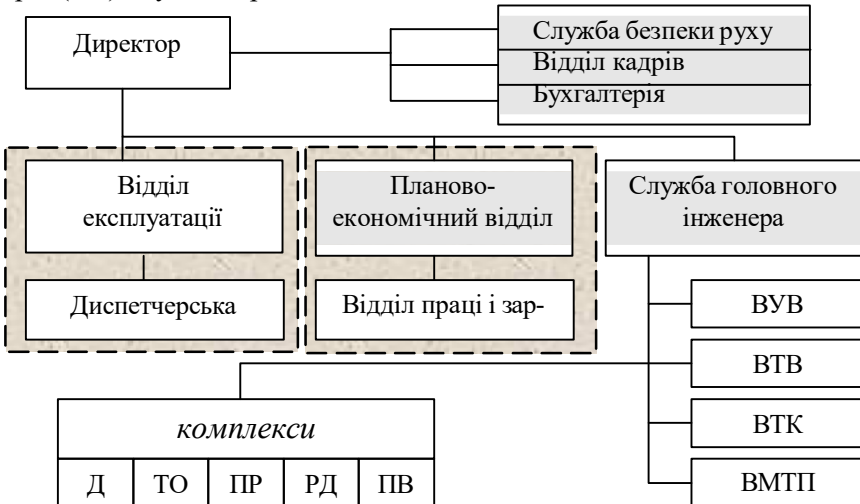 Директор
Служба безпеки руху
Відділ кадрів
Бухгалтерія
Відділ
експлуатації
Планово-
економічний відділ
Служба головного
інженера
Диспетчерська
Відділ праці і зар-
ВУВ
ВТВ
ВТК
ВМТП
комплекси
Д ТО ПР РД ПВ